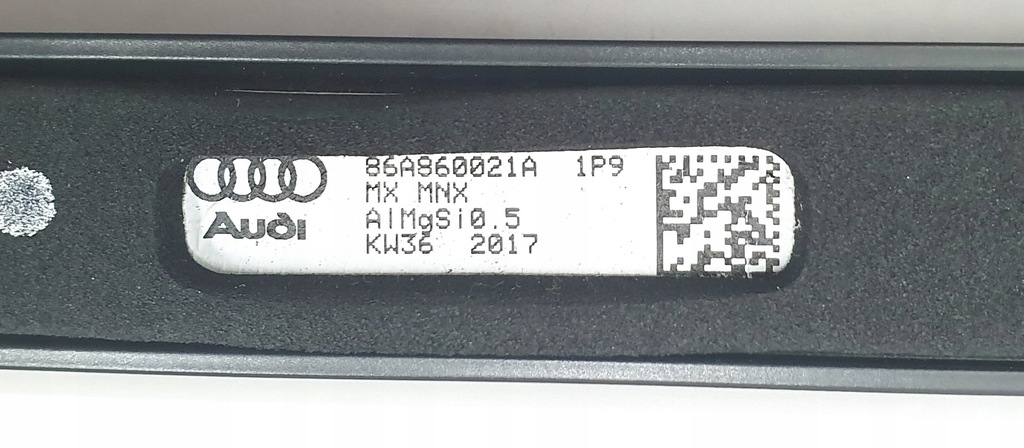 86A860021A 1P9
MX MNX
AlMgSi0.5
KW36 2017
Audi